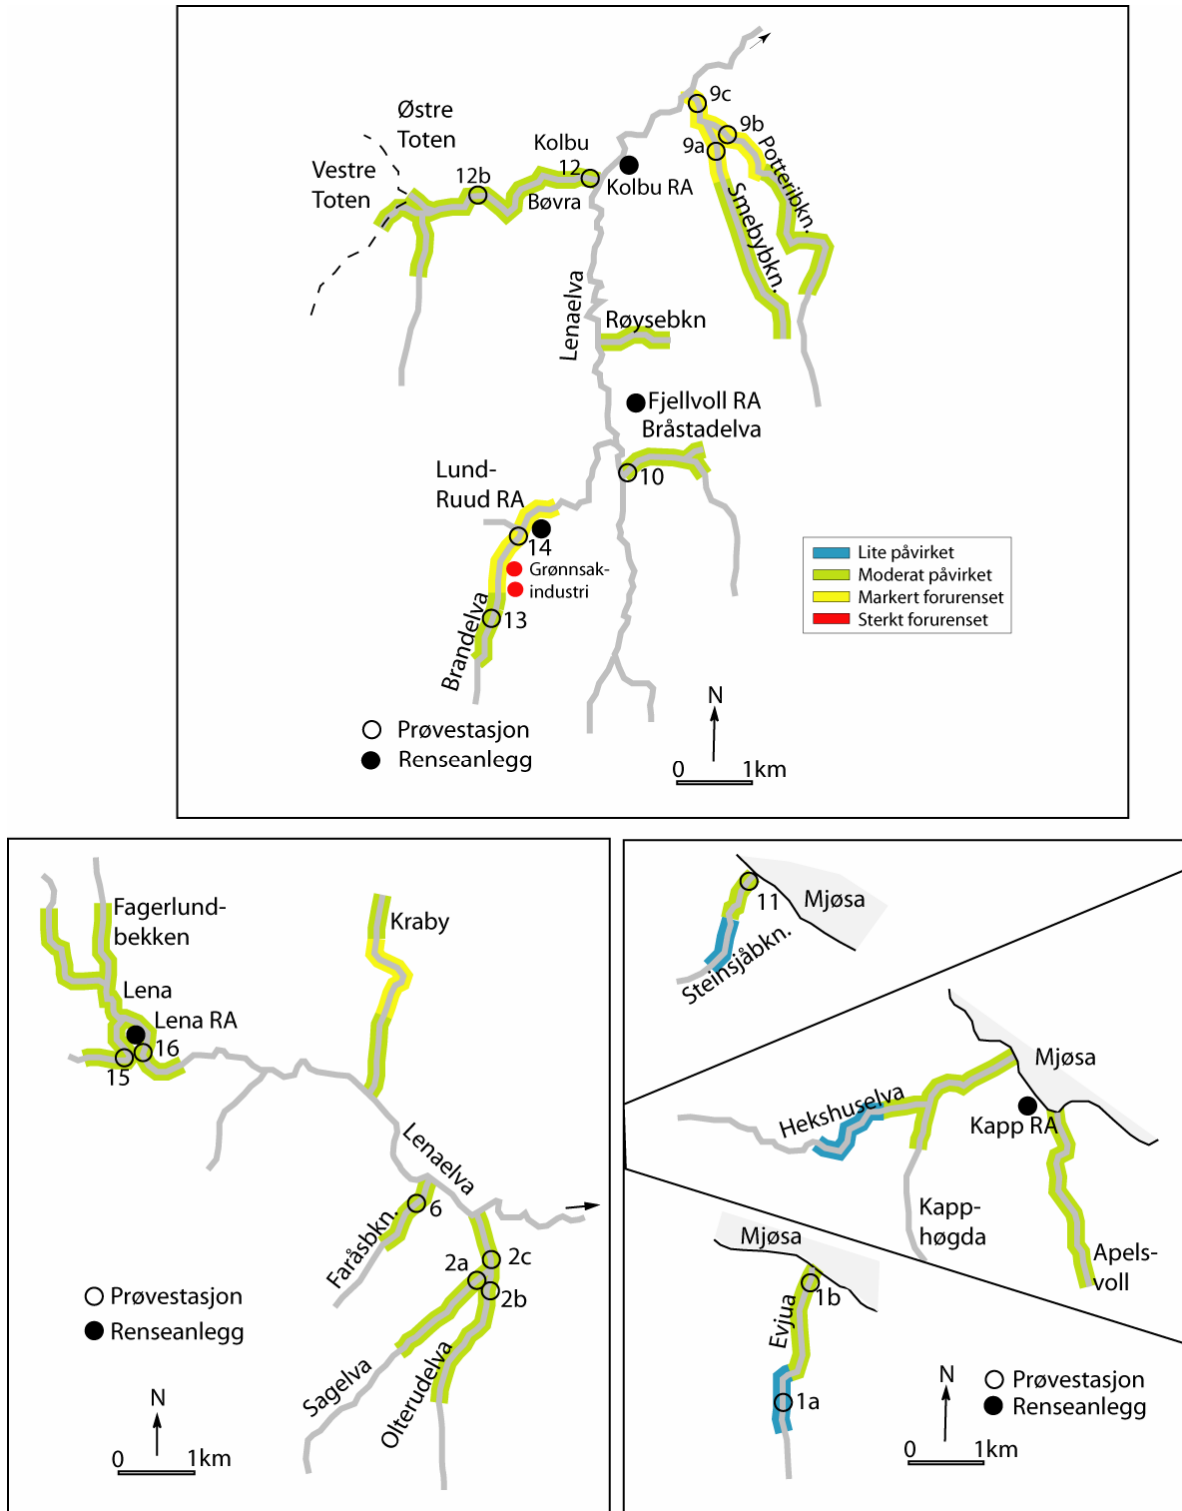 9c
Østre
Toten
9b
Kolbu
9a
Potteribkn.
Vestre
Toten
12b
12
Kolbu RA
Bøvra
Smebybkn.
Lenaelva
Røysebkn
Fjellvoll RA
Bråstadelva
Lund-
Ruud RA
10
14
Grønnsak-
industri
13
Brandelva
Lite påvirket
Moderat påvirket
Markert forurenset
Sterkt forurenset
Prøvestasjon
Renseanlegg
N
0 1km
Fagerlund-
bekken
Kraby
Lena
Lena RA
16
15
Lenaelva
6
Faråsbkn.
2c
2a
2b
Sagelva
Olterudelva
Prøvestasjon
Renseanlegg
N
0 1km
11
Mjøsa
Steinsjåbkn.
Mjøsa
Hekshuselva
Kapp RA
Kapp-
høgda
Apels-
voll
Mjøsa
1b
Evjua
1a
N
Prøvestasjon
Renseanlegg
0 1km